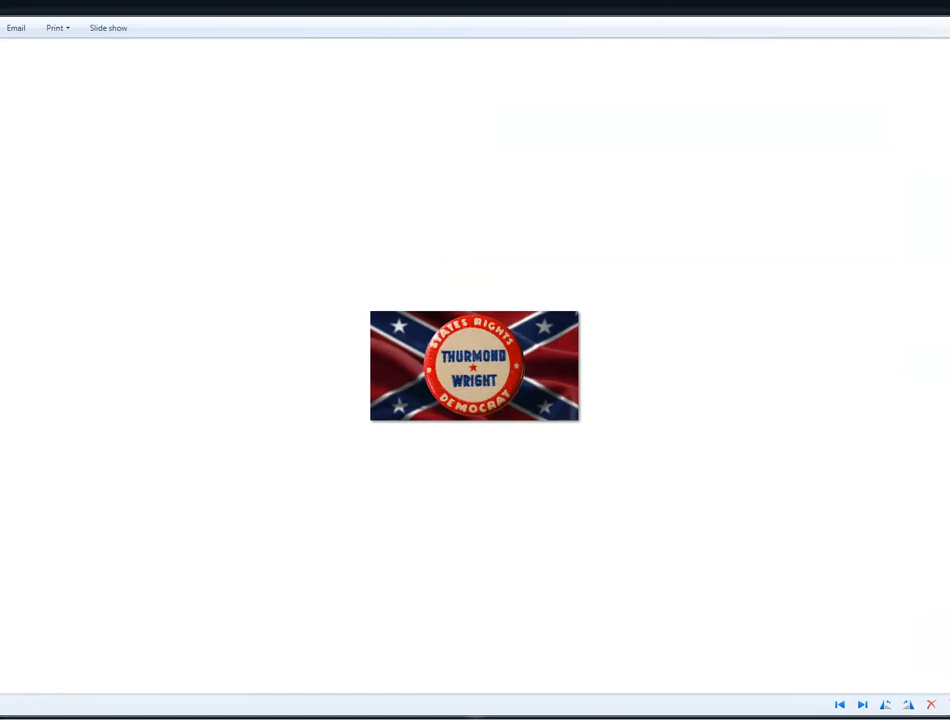 Email Print Slide show
STATES RIGHTS
THURMOND
WRIGHT
DEMOCRAT